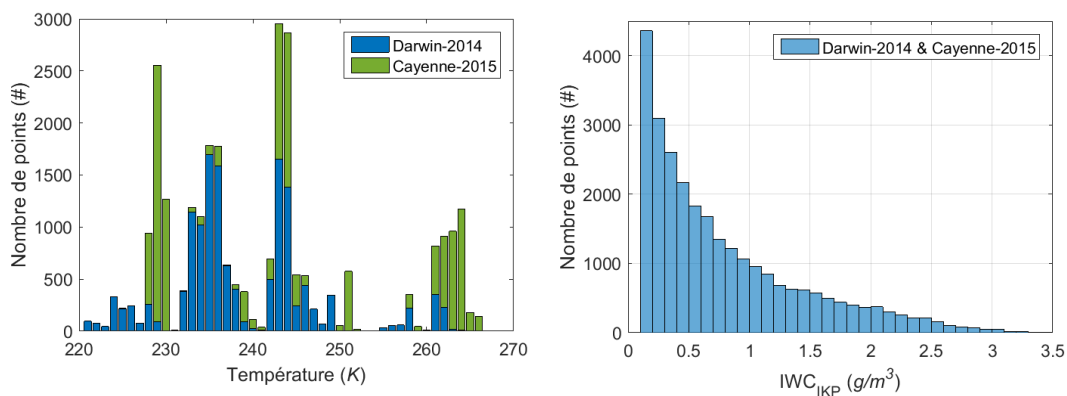 3000
2500
2000
1500
1000
500
0
Nombre de points (#)
220 230 240 250 260 270
Température (K)
Darwin-2014
Cayenne-2015
4000
3000
2000
1000
0
Nombre de points (#)
0 0.5 1 1.5 2 2.5 3 3.5
IWC_IKP (g/m³)
Darwin-2014 & Cayenne-2015